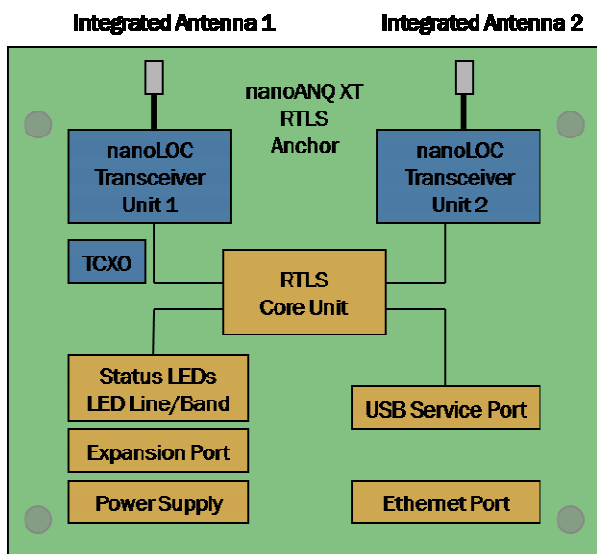 Integrated Antenna 1
Integrated Antenna 2
nanoANQ XT
RTLS
Anchor
nanoLOC
Transceiver
Unit 1
nanoLOC
Transceiver
Unit 2
TCXO
RTLS
Core Unit
Status LEDs
LED Line/Band
USB Service Port
Expansion Port
Power Supply
Ethernet Port